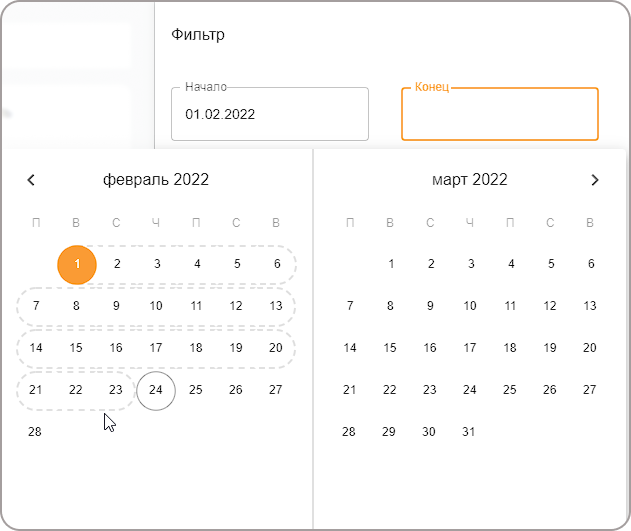 Фильтр
Начало
01.02.2022
Конец
февраль 2022
П В С Ч П С В
1 2 3 4 5 6
7 8 9 10 11 12 13
14 15 16 17 18 19 20
21 22 23 24 25 26 27
28
март 2022
П В С Ч П С В
1 2 3 4 5 6
7 8 9 10 11 12 13
14 15 16 17 18 19 20
21 22 23 24 25 26 27
28 29 30 31